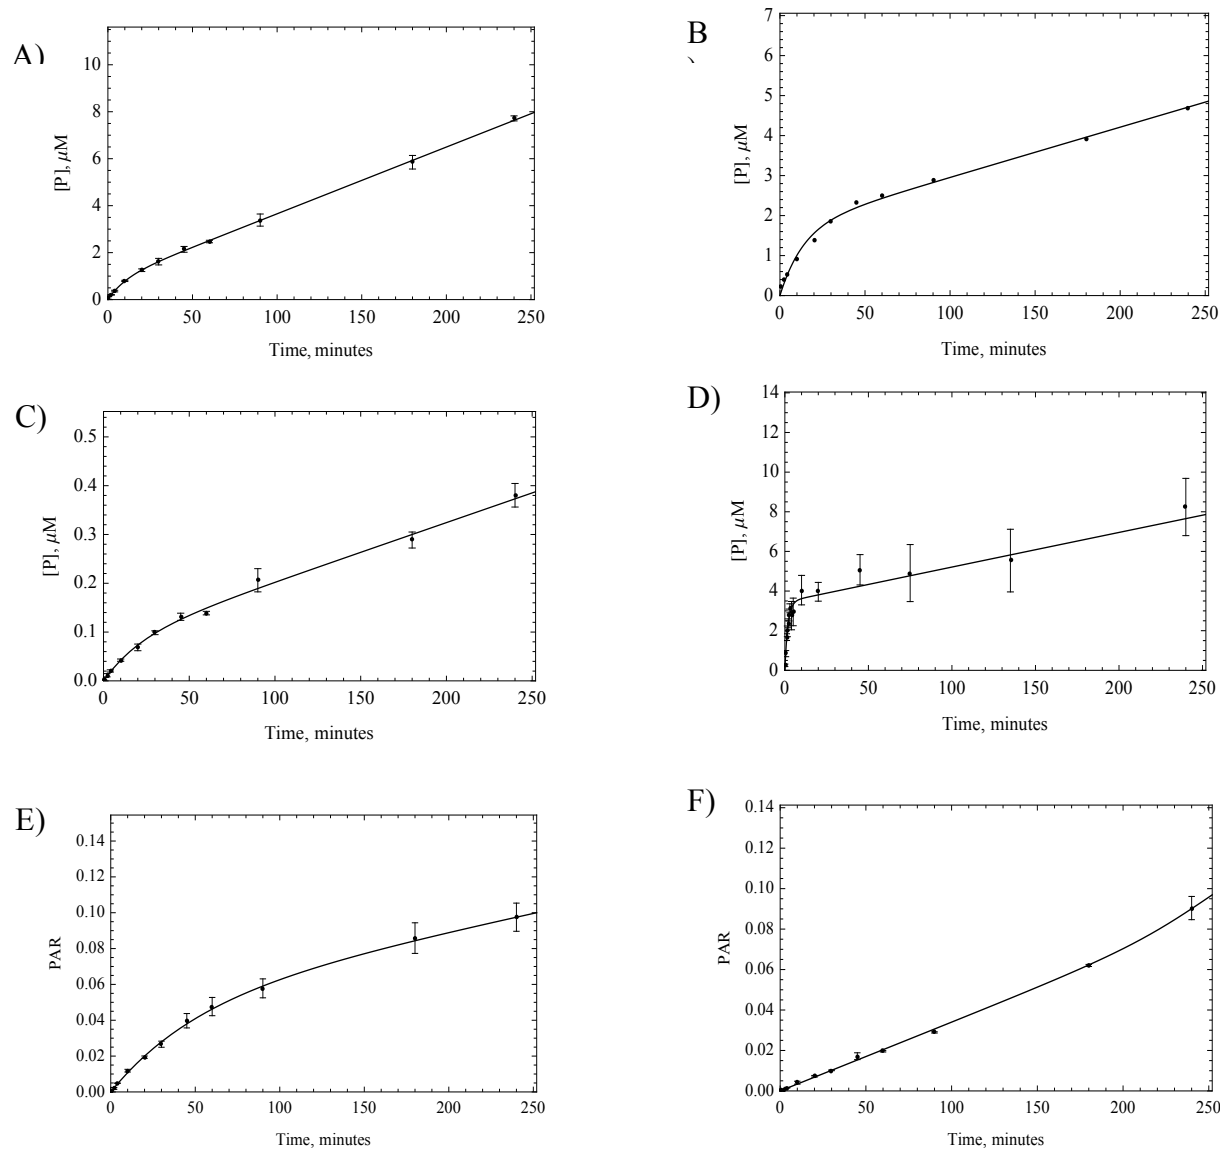 A)
10
8
6
4
2
0
[P], μM
0 50 100 150 200 250
Time, minutes
B
7
6
5
4
3
2
1
0
[P], μM
0 50 100 150 200 250
Time, minutes
C)
0.5
0.4
0.3
0.2
0.1
0.0
[P], μM
0 50 100 150 200 250
Time, minutes
D)
14
12
10
8
6
4
2
0
[P], μM
0 50 100 150 200 250
Time, minutes
E)
0.14
0.12
0.10
0.08
0.06
0.04
0.02
0.00
PAR
0 50 100 150 200 250
Time, minutes
F)
0.14
0.12
0.10
0.08
0.06
0.04
0.02
0.00
PAR
0 50 100 150 200 250
Time, minutes